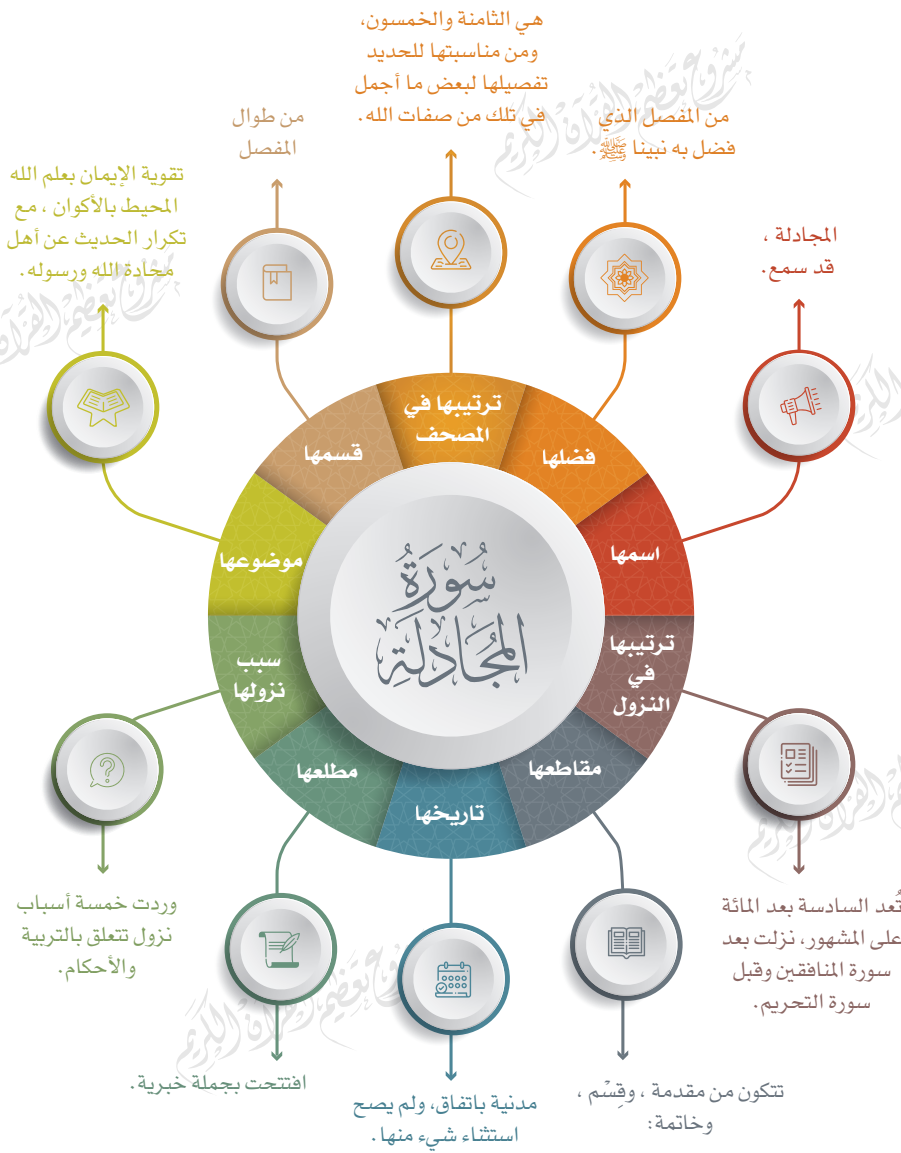 سُورَةُ
المُجَادلَةِ
اسمها
المجادلة ،
قد سمع.
فضلها
من المفصل الذي
فضل به نبينا ﷺ.
ترتيبها في
المصحف
هي الثامنة والخمسون،
ومن مناسبتها للحديد
تفصيلها لبعض ما أجمل
في تلك من صفات الله.
قسمها
من طوال
المفصل
موضوعها
تقوية الإيمان بعلم الله
المحيط بالأكوان ، مع
تكرار الحديث عن أهل
محادة الله ورسوله.
سبب
نزولها
وردت خمسة أسباب
نزول تتعلق بالتربية
والأحكام.
مطلعها
افتتحت بجملة خبرية.
تاريخها
مدنية باتفاق، ولم يصح
استثناء شيء منها.
مقاطعها
تتكون من مقدمة ، وقِسْم ،
وخاتمة:
ترتيبها
في
النزول
تُعد السادسة بعد المائة
على المشهور، نزلت بعد
سورة المنافقين وقبل
سورة التحريم.
مشروع تعظيم القرآن الكريم